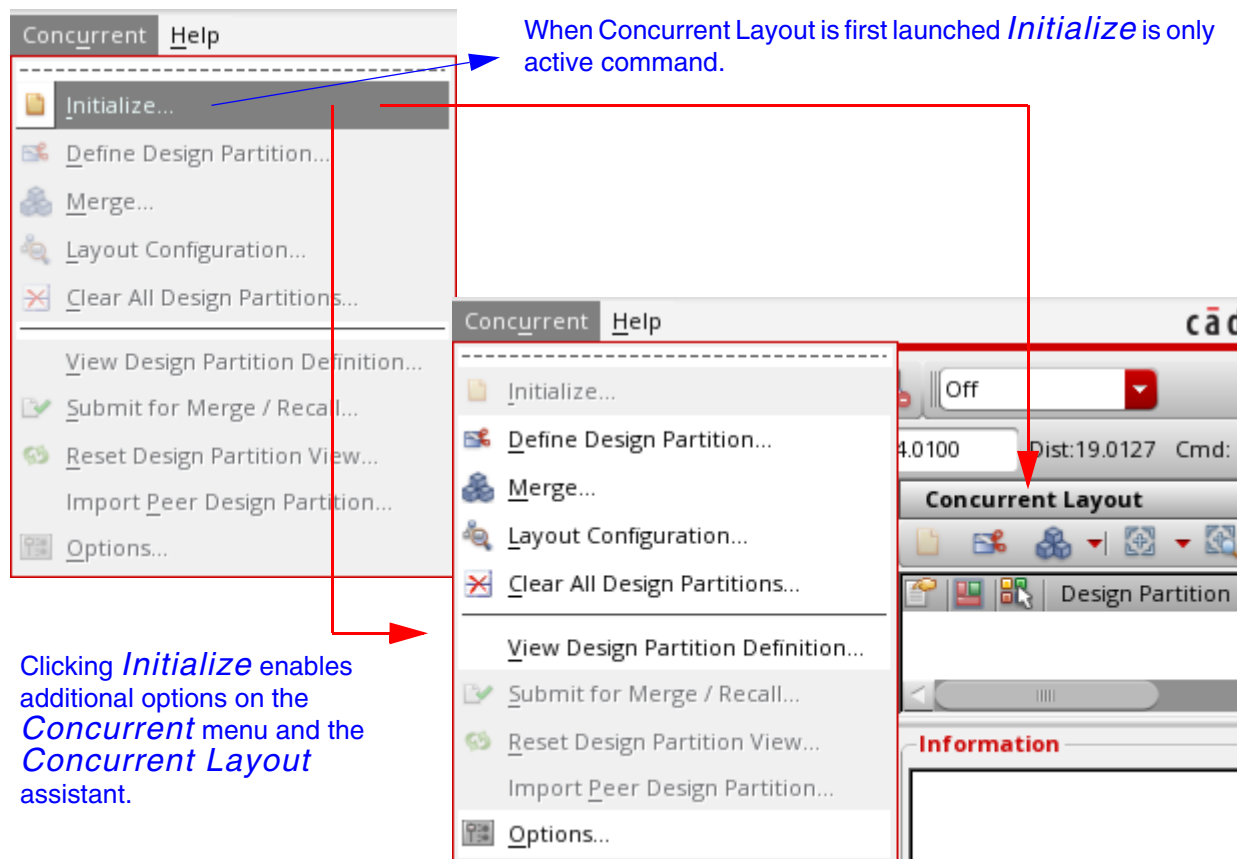 Concurrent Help
When Concurrent Layout is first launched Initialize is only
active command.
Initialize...
Define Design Partition...
Merge...
Layout Configuration...
Clear All Design Partitions...
View Design Partition Definition...
Submit for Merge / Recall...
Reset Design Partition View...
Import Peer Design Partition...
Options...
Clicking Initialize enables
additional options on the
Concurrent menu and the
Concurrent Layout
assistant.
Concurrent Help
Initialize...
Define Design Partition...
Merge...
Layout Configuration...
Clear All Design Partitions...
View Design Partition Definition...
Submit for Merge / Recall...
Reset Design Partition View...
Import Peer Design Partition...
Options...
cād
Off
4.0100 Dist:19.0127 Cmd:
Concurrent Layout
Design Partition
Information